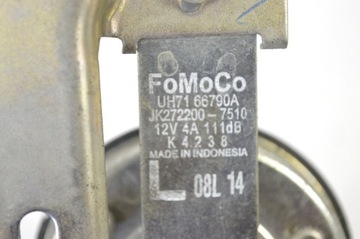 FoMoCo
UH71 66790A
JK272200-7510
12V 4A 111dB
K 4.2 3 8
MADE IN INDONESIA
L 08L 14